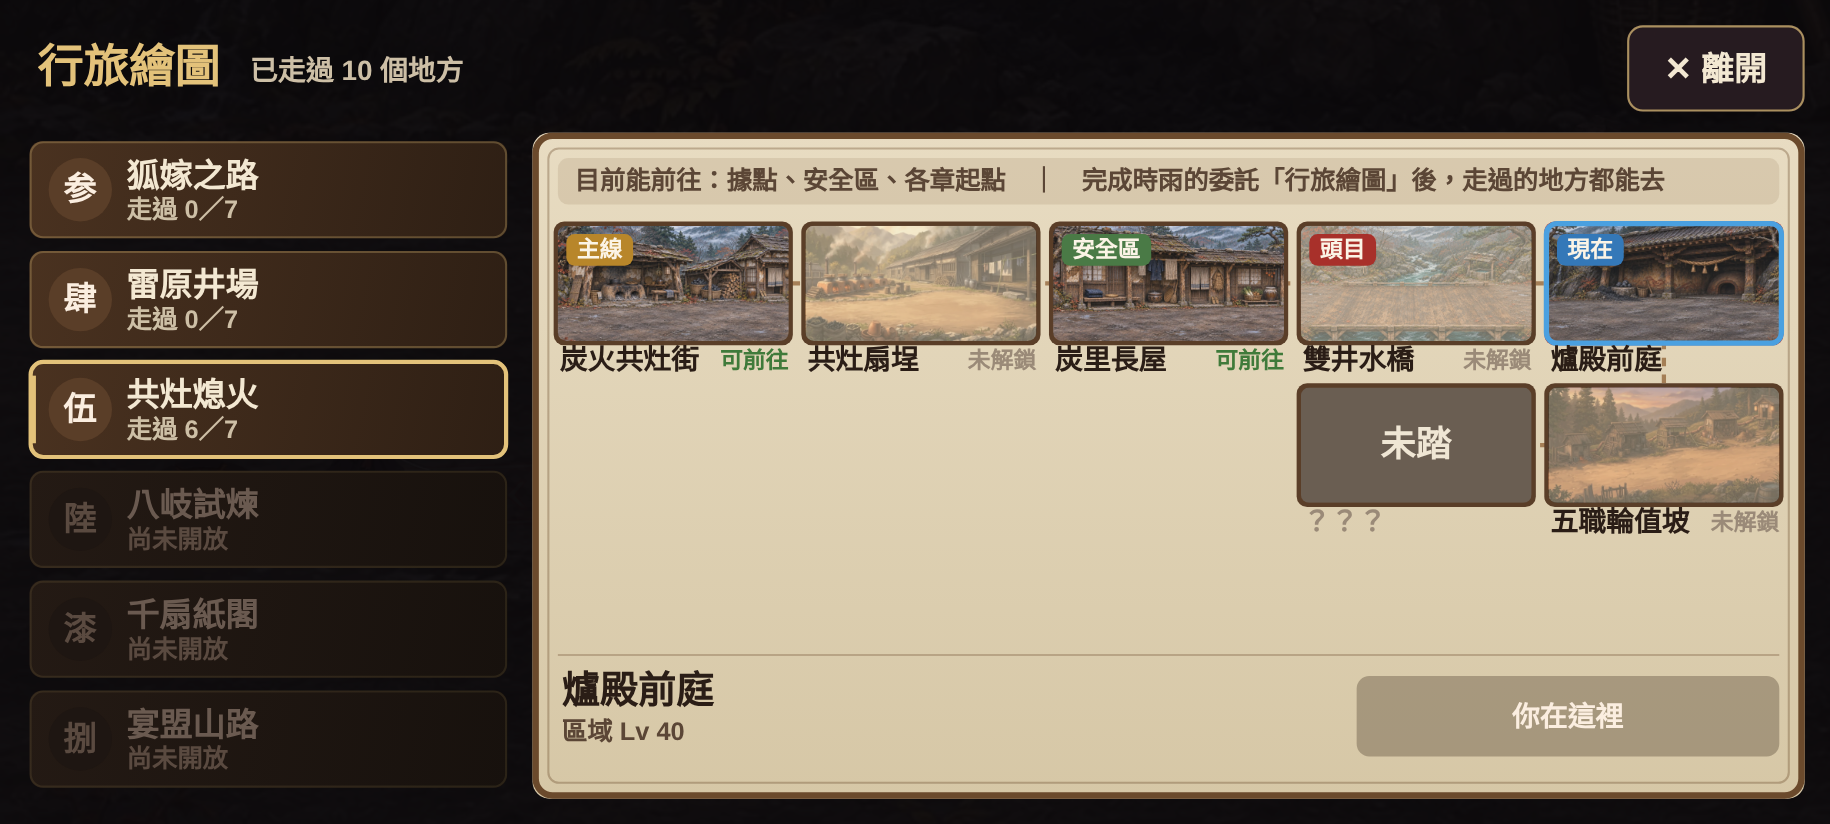 行旅繪圖
已走過 10 個地方
✕ 離開
参 狐嫁之路
走過 0／7
肆 雷原井場
走過 0／7
伍 共灶熄火
走過 6／7
陸 八岐試煉
尚未開放
漆 千扇紙閣
尚未開放
捌 宴盟山路
尚未開放
目前能前往：據點、安全區、各章起點 ｜ 完成時雨的委託「行旅繪圖」後，走過的地方都能去
主線
安全區
頭目
現在
炭火共灶街 可前往
共灶扇埕 未解鎖
炭里長屋 可前往
雙井水橋 未解鎖
爐殿前庭
未踏
？？？
五職輪值坡 未解鎖
爐殿前庭
區域 Lv 40
你在這裡